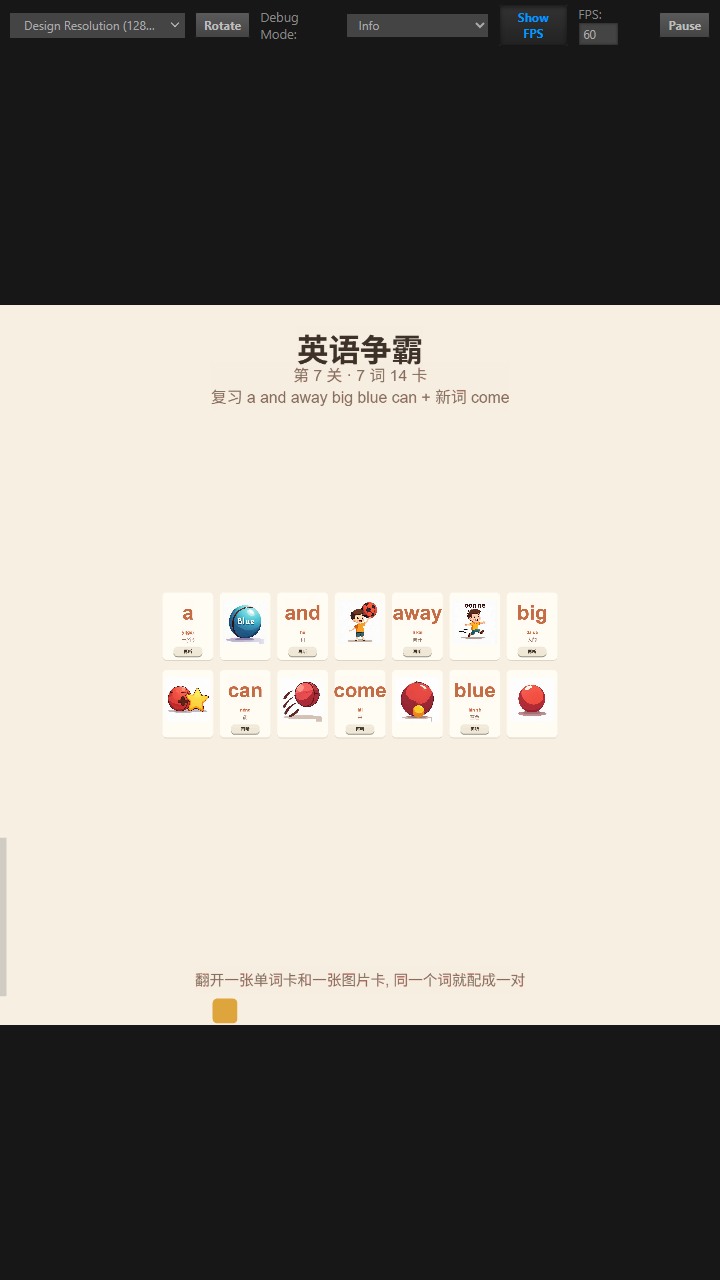 Design Resolution (128...
Rotate
Debug Mode:
Info
Show FPS
FPS:
60
Pause
英语争霸
第 7 关 · 7 词 14 卡
复习 a and away big blue can + 新词 come
a
Blue
and
away
big
can
come
blue
翻开一张单词卡和一张图片卡, 同一个词就配成一对